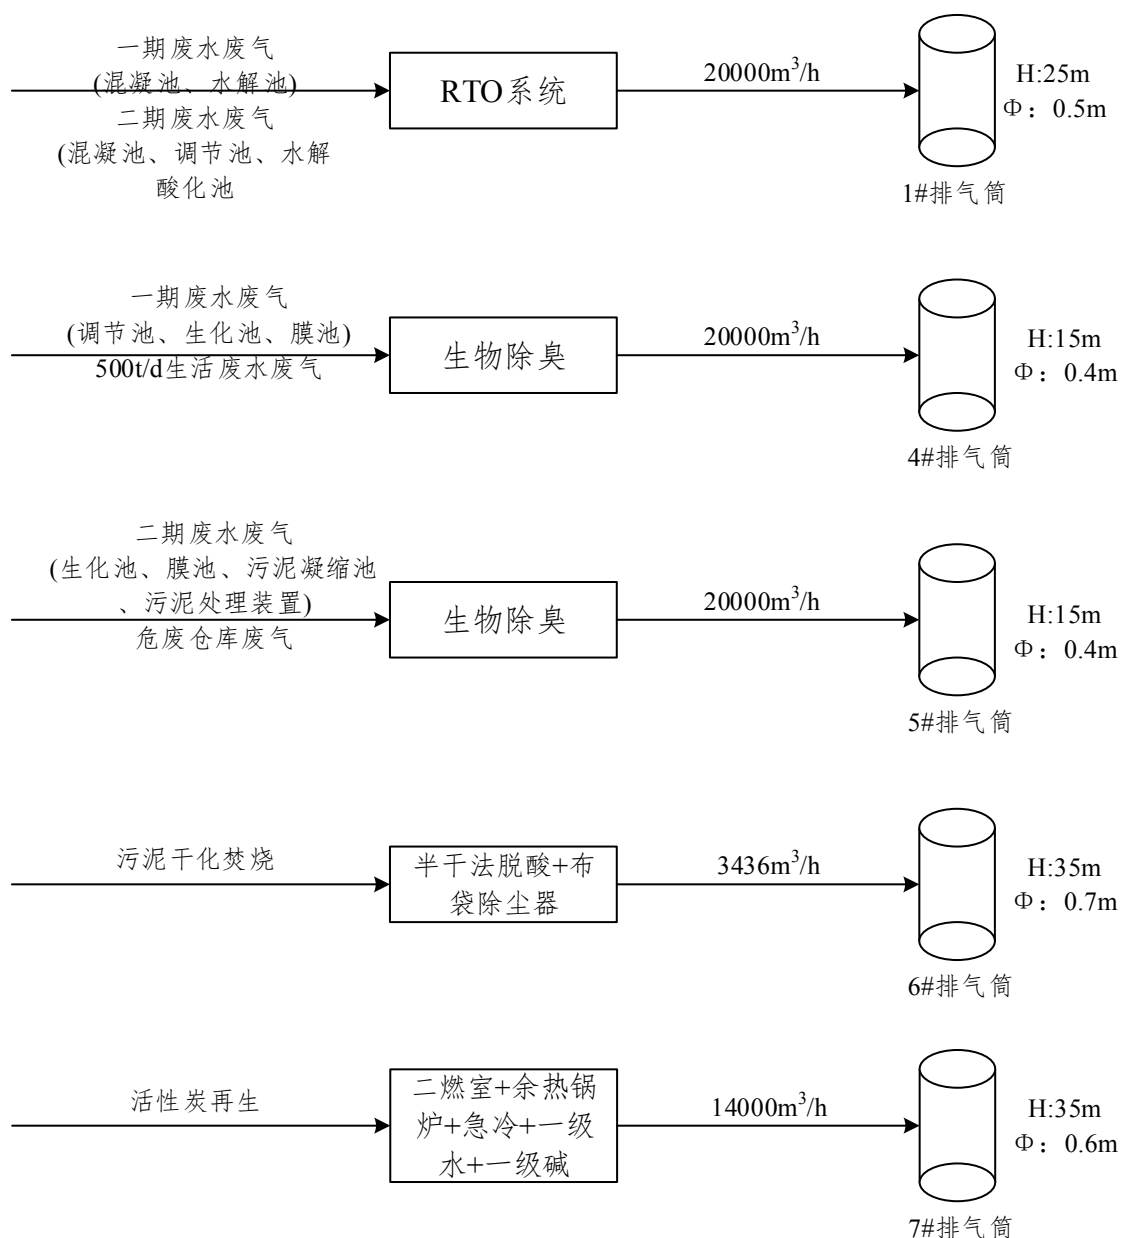 一期废水废气
(混凝池、水解池)
二期废水废气
(混凝池、调节池、水解
酸化池
RTO系统
20000m³/h
H:25m
Φ：0.5m
1#排气筒
一期废水废气
(调节池、生化池、膜池)
500t/d生活废水废气
生物除臭
20000m³/h
H:15m
Φ：0.4m
4#排气筒
二期废水废气
(生化池、膜池、污泥凝缩池
、污泥处理装置)
危废仓库废气
生物除臭
20000m³/h
H:15m
Φ：0.4m
5#排气筒
污泥干化焚烧
半干法脱酸+布
袋除尘器
3436m³/h
H:35m
Φ：0.7m
6#排气筒
活性炭再生
二燃室+余热锅
炉+急冷+一级
水+一级碱
14000m³/h
H:35m
Φ：0.6m
7#排气筒